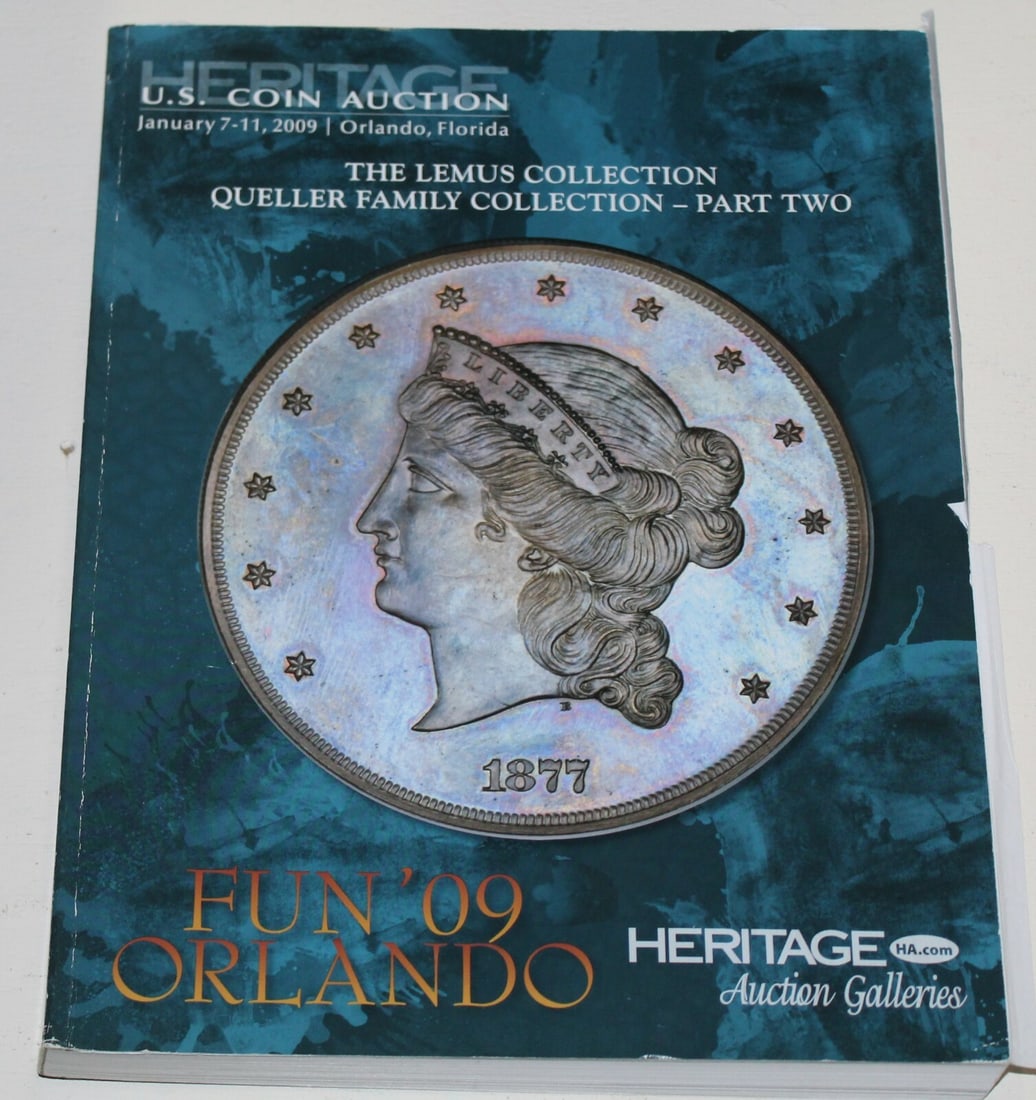 HERITAGE
U.S. COIN AUCTION
January 7-11, 2009 | Orlando, Florida
THE LEMUS COLLECTION
QUELLER FAMILY COLLECTION – PART TWO
LIBERTY
B
1877
FUN '09
ORLANDO
HERITAGE HA.com
Auction Galleries